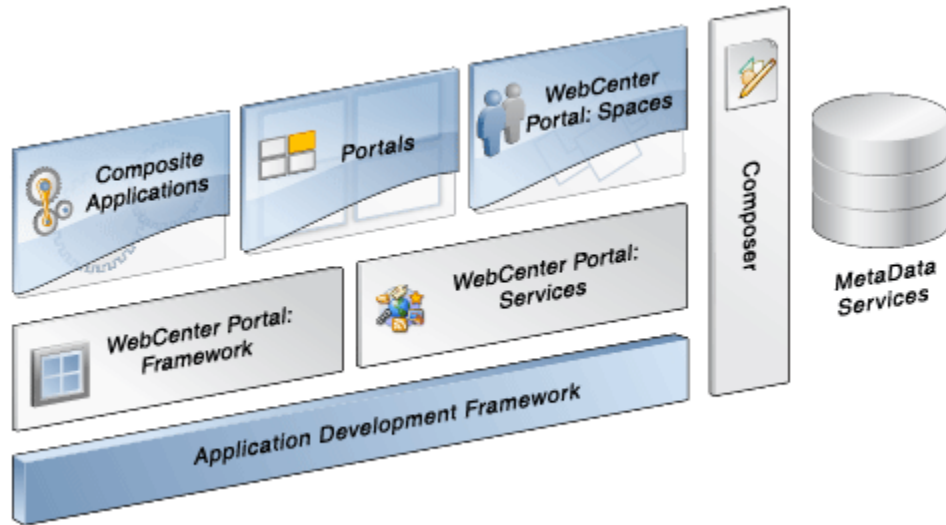 Composite
Applications
Portals
WebCenter
Portal: Spaces
WebCenter Portal:
Framework
WebCenter Portal:
Services
Application Development Framework
Composer
MetaData
Services